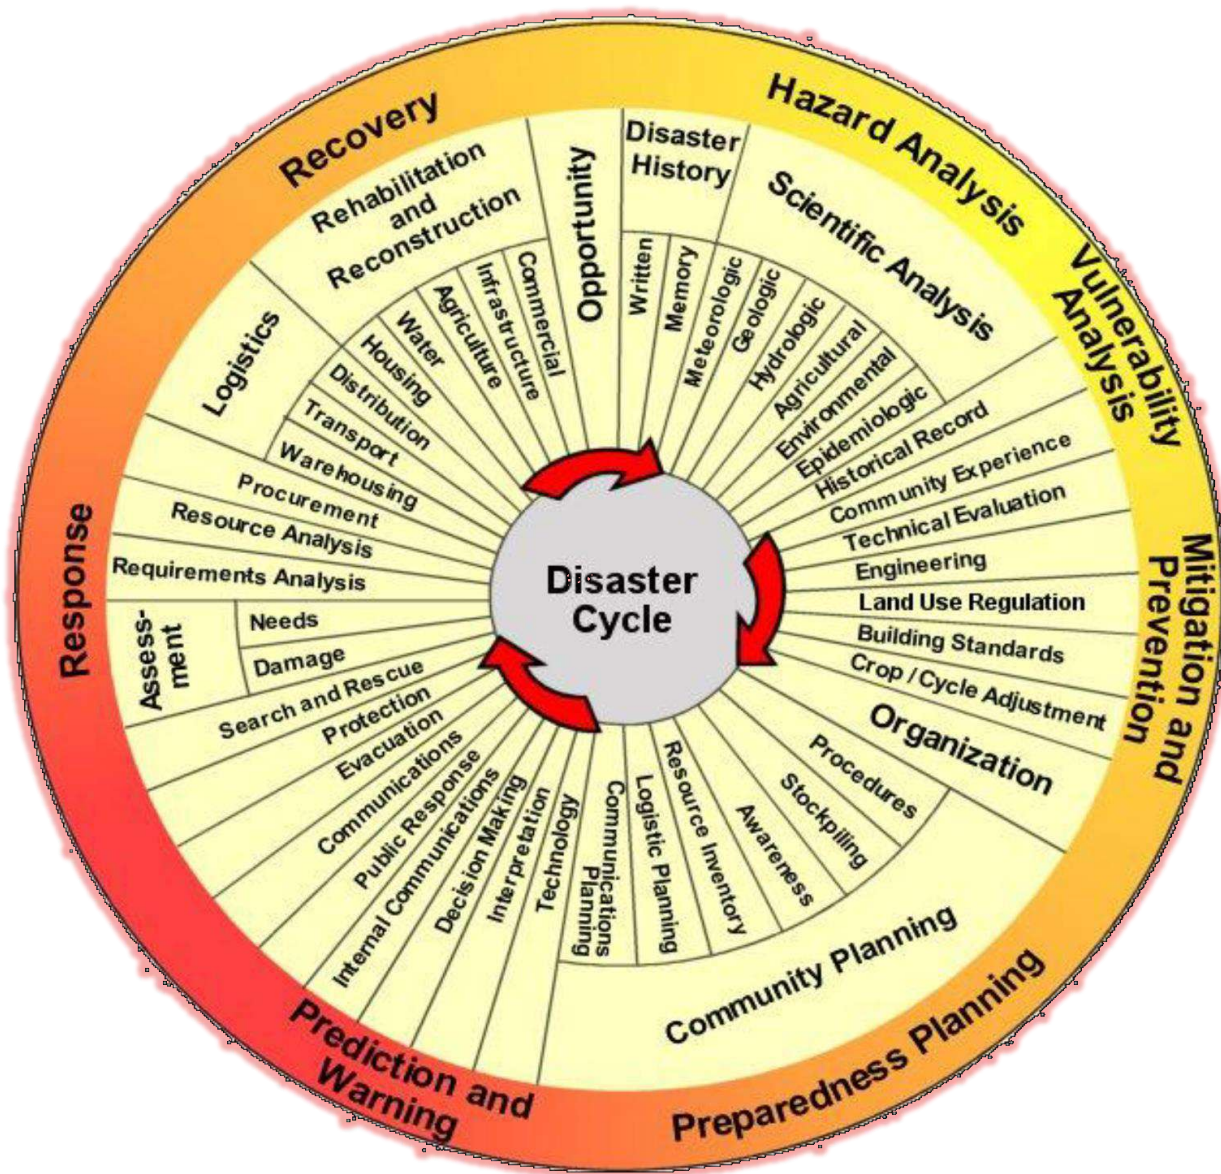 Disaster
Cycle
Hazard Analysis
Disaster
History
Written
Memory
Scientific Analysis
Meteorologic
Geologic
Hydrologic
Agricultural
Environmental
Epidemiologic
Vulnerability
Analysis
Historical Record
Community Experience
Technical Evaluation
Mitigation and
Prevention
Engineering
Land Use Regulation
Building Standards
Crop / Cycle Adjustment
Preparedness Planning
Organization
Community Planning
Procedures
Stockpiling
Awareness
Resource Inventory
Logistic Planning
Communications
Planning
Prediction and
Warning
Technology
Interpretation
Decision Making
Internal Communications
Public Response
Response
Communications
Evacuation
Protection
Search and Rescue
Assess-
ment
Damage
Needs
Requirements Analysis
Resource Analysis
Procurement
Logistics
Warehousing
Transport
Distribution
Recovery
Rehabilitation
and
Reconstruction
Housing
Water
Agriculture
Infrastructure
Commercial
Opportunity